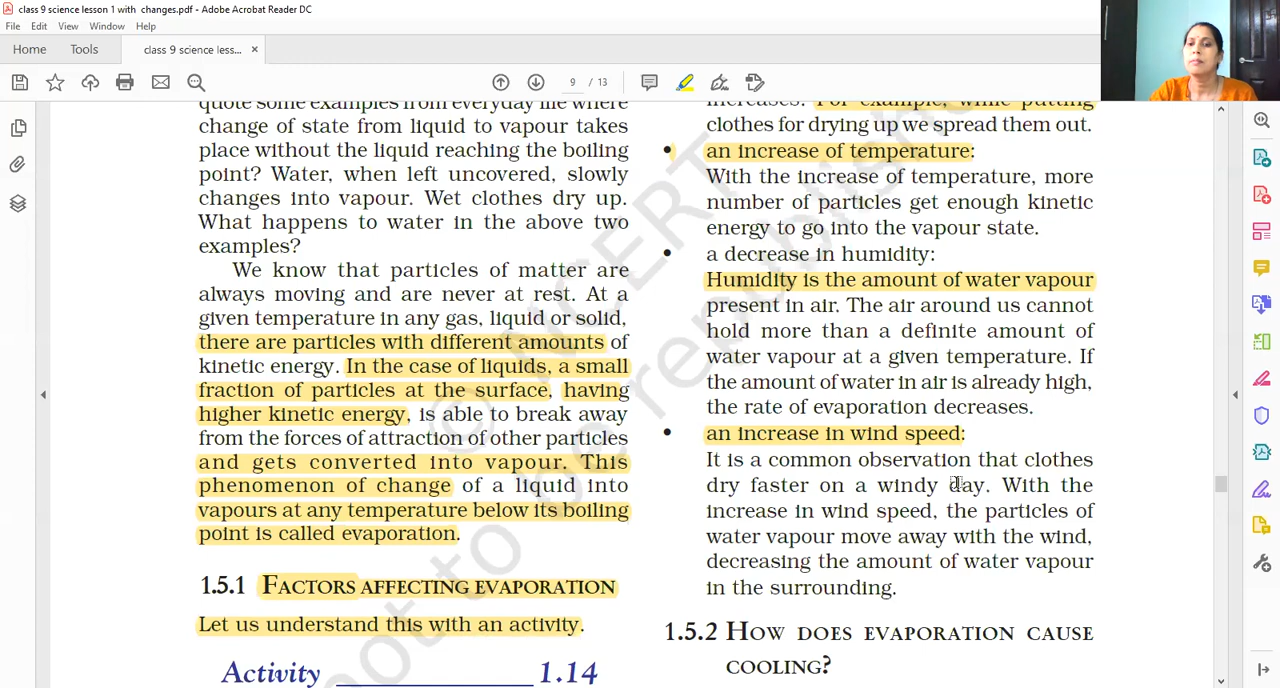 class 9 science lesson 1 with changes.pdf - Adobe Acrobat Reader DC
File Edit View Window Help
Home Tools class 9 science less... ×
9 / 13
quote some examples from everyday life where
change of state from liquid to vapour takes
place without the liquid reaching the boiling
point? Water, when left uncovered, slowly
changes into vapour. Wet clothes dry up.
What happens to water in the above two
examples?
We know that particles of matter are
always moving and are never at rest. At a
given temperature in any gas, liquid or solid,
there are particles with different amounts of
kinetic energy. In the case of liquids, a small
fraction of particles at the surface, having
higher kinetic energy, is able to break away
from the forces of attraction of other particles
and gets converted into vapour. This
phenomenon of change of a liquid into
vapours at any temperature below its boiling
point is called evaporation.
1.5.1 FACTORS AFFECTING EVAPORATION
Let us understand this with an activity.
Activity 1.14
increases. For example, while putting
clothes for drying up we spread them out.
• an increase of temperature:
With the increase of temperature, more
number of particles get enough kinetic
energy to go into the vapour state.
• a decrease in humidity:
Humidity is the amount of water vapour
present in air. The air around us cannot
hold more than a definite amount of
water vapour at a given temperature. If
the amount of water in air is already high,
the rate of evaporation decreases.
• an increase in wind speed:
It is a common observation that clothes
dry faster on a windy day. With the
increase in wind speed, the particles of
water vapour move away with the wind,
decreasing the amount of water vapour
in the surrounding.
1.5.2 HOW DOES EVAPORATION CAUSE
COOLING?
© NCERT
not to be republished